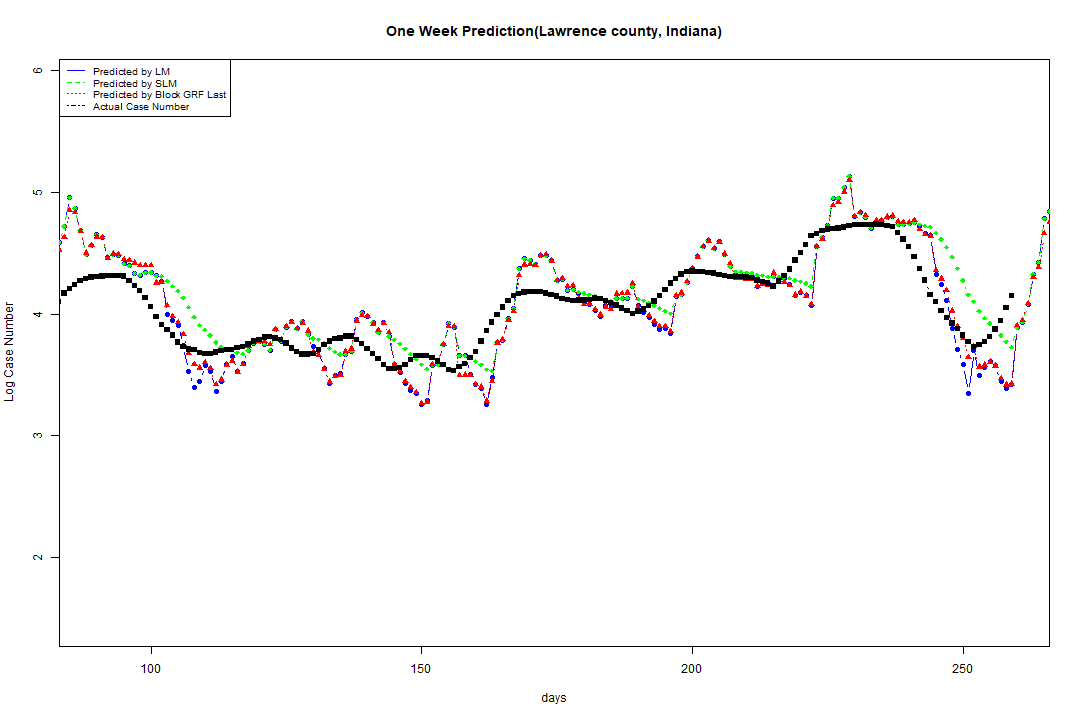 One Week Prediction(Lawrence county, Indiana)
6
Predicted by LM
Predicted by SLM
Predicted by Block GRF Last
Actual Case Number
5
4
3
2
Log Case Number
100 150 200 250
days